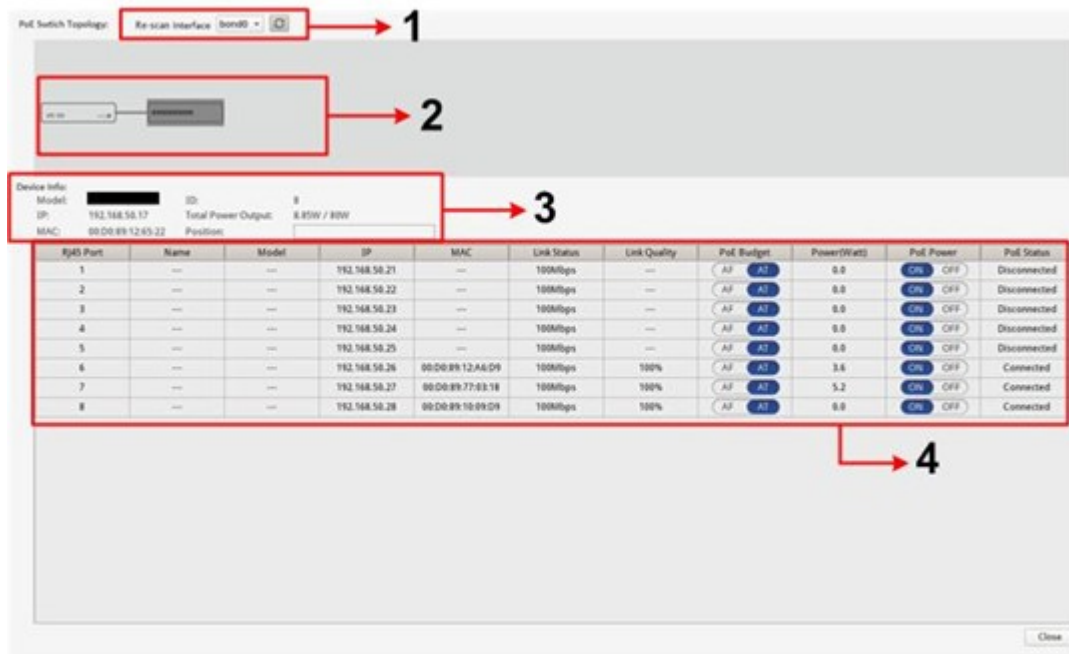 PoE Swtich Topology: Re-scan Interface bond0 1
2
Device Info:
Model: ID: 8
IP: 192.168.50.17 Total Power Output: 8.85W / 80W
MAC: 00:D0:89:12:65:22 Position:
3
RJ45 Port Name Model IP MAC Link Status Link Quality PoE Budget Power(Watt) PoE Power PoE Status
1 --- --- 192.168.50.21 --- 100Mbps --- AF AT 0.0 ON OFF Disconnected
2 --- --- 192.168.50.22 --- 100Mbps --- AF AT 0.0 ON OFF Disconnected
3 --- --- 192.168.50.23 --- 100Mbps --- AF AT 0.0 ON OFF Disconnected
4 --- --- 192.168.50.24 --- 100Mbps --- AF AT 0.0 ON OFF Disconnected
5 --- --- 192.168.50.25 --- 100Mbps --- AF AT 0.0 ON OFF Disconnected
6 --- --- 192.168.50.26 00:D0:89:12:A6:D9 100Mbps 100% AF AT 3.6 ON OFF Connected
7 --- --- 192.168.50.27 00:D0:89:77:03:18 100Mbps 100% AF AT 5.2 ON OFF Connected
8 --- --- 192.168.50.28 00:D0:89:10:09:D9 100Mbps 100% AF AT 0.0 ON OFF Connected
4
Close